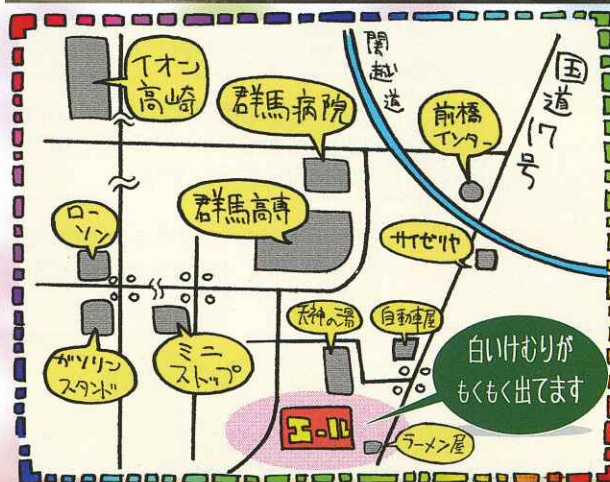 イオン
高崎
群馬病院
関越道
国道17号
前橋
インター
群馬高専
ロー
ソン
サイゼリヤ
ガソリン
スタンド
ミニ
ストップ
天神の湯
自動車屋
白いけむりが
もくもく出てます
エール
ラーメン屋